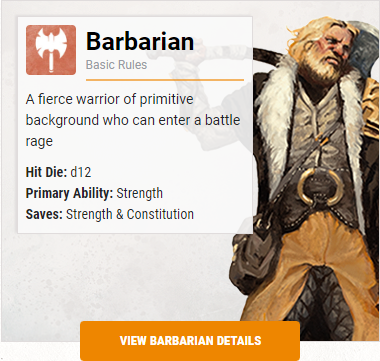 Barbarian
Basic Rules
A fierce warrior of primitive
background who can enter a battle
rage
Hit Die: d12
Primary Ability: Strength
Saves: Strength & Constitution
VIEW BARBARIAN DETAILS